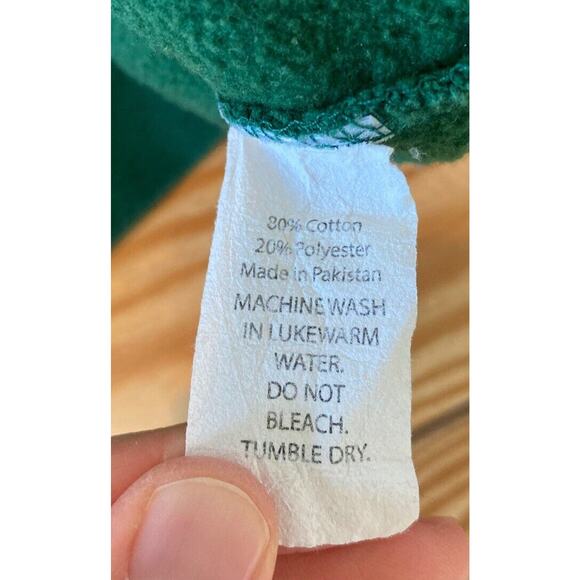 80% Cotton
20% Polyester
Made in Pakistan
MACHINE WASH
IN LUKEWARM
WATER.
DO NOT
BLEACH.
TUMBLE DRY.